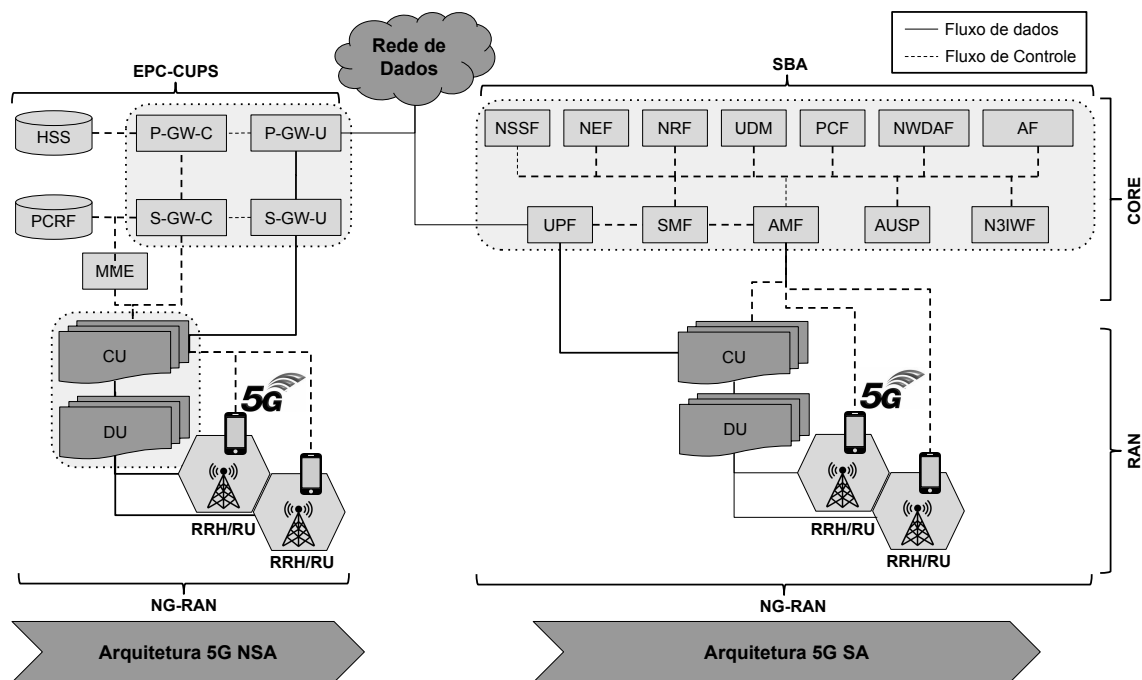 Rede de
Dados
Fluxo de dados
Fluxo de Controle
EPC-CUPS
HSS
P-GW-C
P-GW-U
PCRF
S-GW-C
S-GW-U
MME
CU
DU
5G
RRH/RU
RRH/RU
NG-RAN
Arquitetura 5G NSA
SBA
NSSF
NEF
NRF
UDM
PCF
NWDAF
AF
UPF
SMF
AMF
AUSP
N3IWF
CORE
CU
DU
5G
RRH/RU
RRH/RU
RAN
NG-RAN
Arquitetura 5G SA